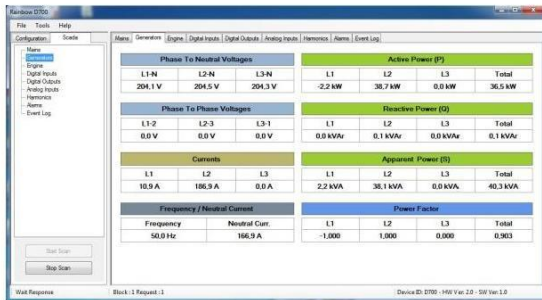 Rainbow D700
File Tools Help
Configuration Scada
Mains Generators Engine Digital Inputs Digital Outputs Analog Inputs Harmonics Alarms Event Log
Mains
Generators
Engine
Digital Inputs
Digital Outputs
Analog Inputs
Harmonics
Alarms
Event Log
Start Scan
Stop Scan
Phase To Neutral Voltages
L1-N L2-N L3-N
204,1 V 204,5 V 204,3 V
Phase To Phase Voltages
L1-2 L2-3 L3-1
0,0 V 0,0 V 0,0 V
Currents
L1 L2 L3
10,9 A 186,9 A 0,0 A
Frequency / Neutral Current
Frequency Neutral Curr.
50,0 Hz 166,9 A
Active Power (P)
L1 L2 L3 Total
-2,2 kW 38,7 kW 0,0 kW 36,5 kW
Reactive Power (Q)
L1 L2 L3 Total
0,0 kVAr 0,1 kVAr 0,0 kVAr 0,1 kVAr
Apparent Power (S)
L1 L2 L3 Total
2,2 kVA 38,1 kVA 0,0 kVA 40,3 kVA
Power Factor
L1 L2 L3 Total
-1,000 1,000 0,000 0,903
Wait Response
Block : 1 Request : 1
Device ID: D700 - HW Ver: 2.0 - SW Ver: 1.0